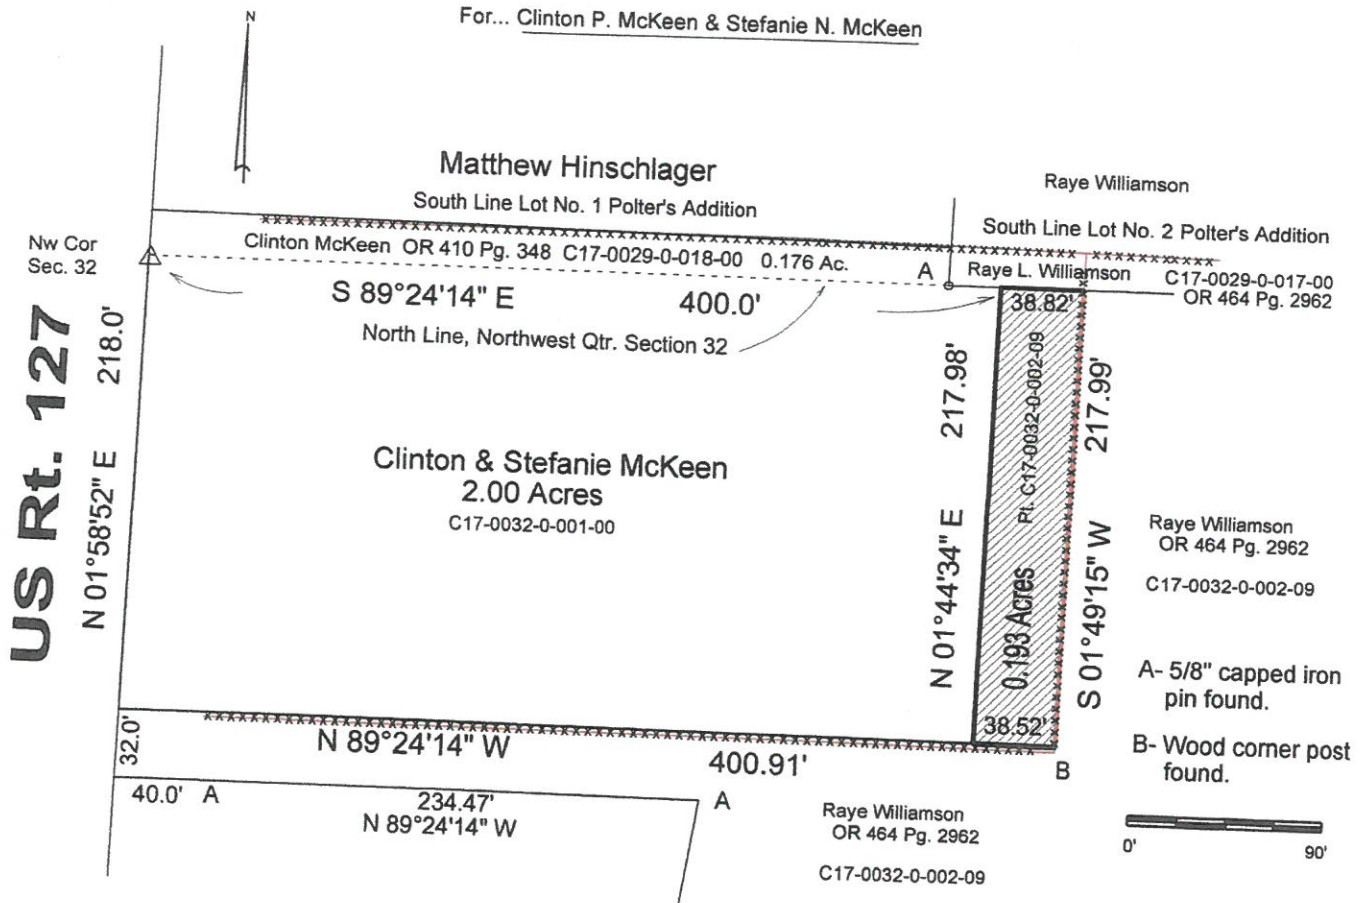 For... Clinton P. McKeen & Stefanie N. McKeen
N
Matthew Hinschlager
South Line Lot No. 1 Polter's Addition
Raye Williamson
South Line Lot No. 2 Polter's Addition
Nw Cor
Sec. 32
Clinton McKeen OR 410 Pg. 348 C17-0029-0-018-00 0.176 Ac.
A
Raye L. Williamson
C17-0029-0-017-00
OR 464 Pg. 2962
S 89°24'14" E 400.0'
38.82'
North Line, Northwest Qtr. Section 32
US Rt. 127
N 01°58'52" E 218.0'
Clinton & Stefanie McKeen
2.00 Acres
C17-0032-0-001-00
N 01°44'34" E 217.98'
0.193 Acres Pt. C17-0032-0-002-09
S 01°49'15" W 217.99'
Raye Williamson
OR 464 Pg. 2962
C17-0032-0-002-09
A- 5/8" capped iron
pin found.
38.52'
B- Wood corner post
found.
32.0'
N 89°24'14" W 400.91'
B
40.0' A 234.47' A
N 89°24'14" W
Raye Williamson
OR 464 Pg. 2962
C17-0032-0-002-09
0' 90'